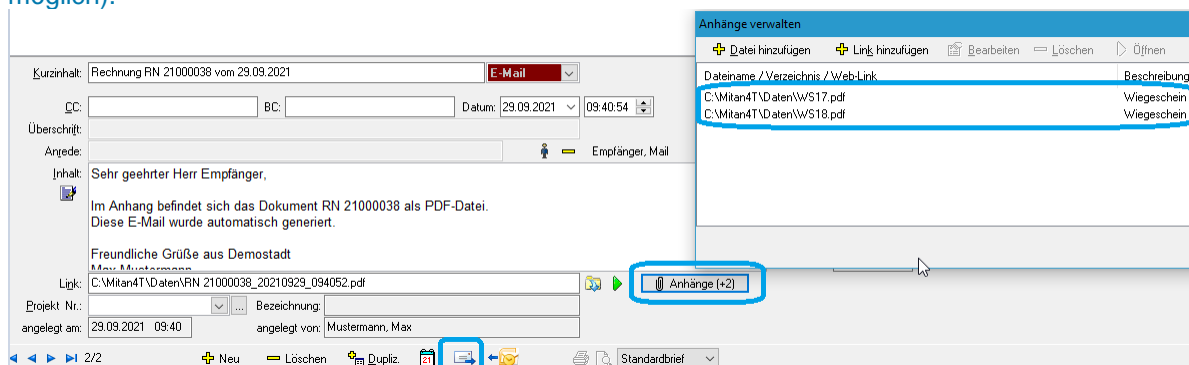 möglich).
Anhänge verwalten
Datei hinzufügen Link hinzufügen Bearbeiten Löschen Öffnen
Dateiname / Verzeichnis / Web-Link Beschreibung
C:\Mitan4T\Daten\WS17.pdf Wiegeschein
C:\Mitan4T\Daten\WS18.pdf Wiegeschein
Kurzinhalt: Rechnung RN 21000038 vom 29.09.2021 E-Mail
CC: BC: Datum: 29.09.2021 09:40:54
Überschrift:
Anrede: Empfänger, Mail
Inhalt: Sehr geehrter Herr Empfänger,
Im Anhang befindet sich das Dokument RN 21000038 als PDF-Datei.
Diese E-Mail wurde automatisch generiert.
Freundliche Grüße aus Demostadt
Max Mustermann
Link: C:\Mitan4T\Daten\RN 21000038_20210929_094052.pdf Anhänge (+2)
Projekt Nr.: ... Bezeichnung:
angelegt am: 29.09.2021 09:40 angelegt von: Mustermann, Max
2/2 Neu Löschen Dupliz. 21 Standardbrief